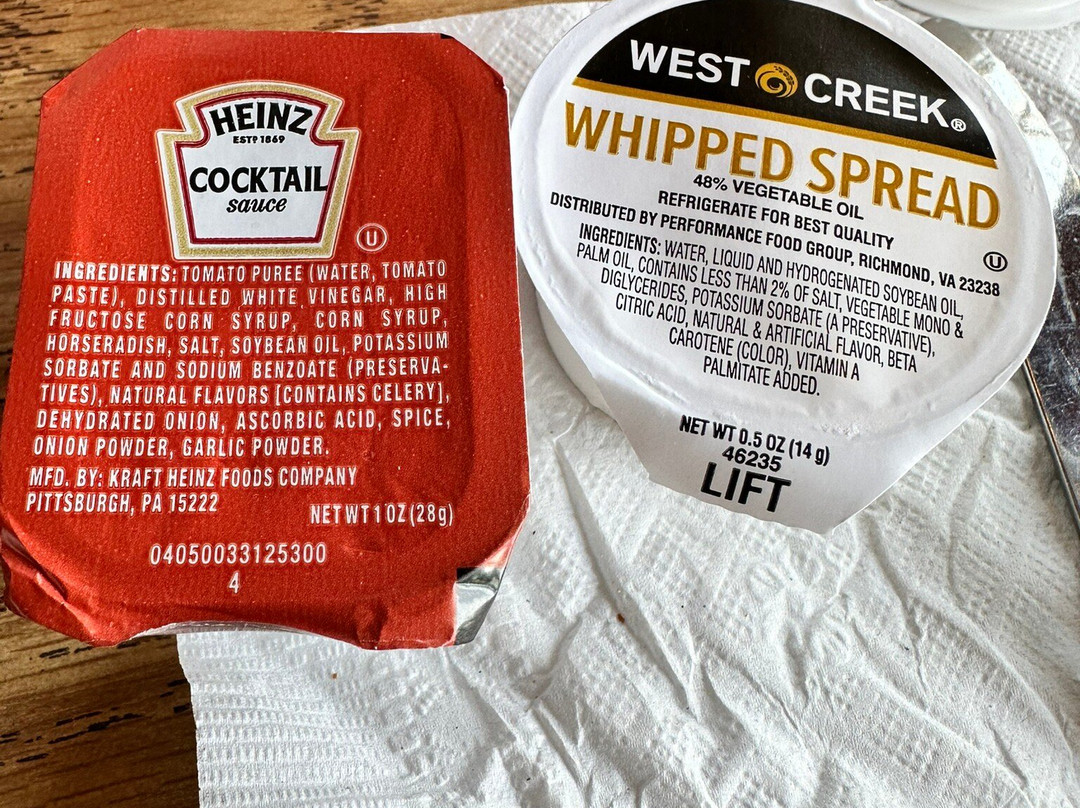 HEINZ
ESTD 1869
COCKTAIL
sauce
U
INGREDIENTS: TOMATO PUREE (WATER, TOMATO
PASTE), DISTILLED WHITE VINEGAR, HIGH
FRUCTOSE CORN SYRUP, CORN SYRUP,
HORSERADISH, SALT, SOYBEAN OIL, POTASSIUM
SORBATE AND SODIUM BENZOATE (PRESERVA-
TIVES), NATURAL FLAVORS [CONTAINS CELERY],
DEHYDRATED ONION, ASCORBIC ACID, SPICE,
ONION POWDER, GARLIC POWDER.
MFD. BY: KRAFT HEINZ FOODS COMPANY
PITTSBURGH, PA 15222
NET WT 1 OZ (28g)
04050033125300
4
WEST CREEK®
WHIPPED SPREAD
48% VEGETABLE OIL
REFRIGERATE FOR BEST QUALITY
DISTRIBUTED BY PERFORMANCE FOOD GROUP, RICHMOND, VA 23238
U
INGREDIENTS: WATER, LIQUID AND HYDROGENATED SOYBEAN OIL,
PALM OIL, CONTAINS LESS THAN 2% OF SALT, VEGETABLE MONO &
DIGLYCERIDES, POTASSIUM SORBATE (A PRESERVATIVE),
CITRIC ACID, NATURAL & ARTIFICIAL FLAVOR, BETA
CAROTENE (COLOR), VITAMIN A
PALMITATE ADDED.
NET WT 0.5 OZ (14 g)
46235
LIFT